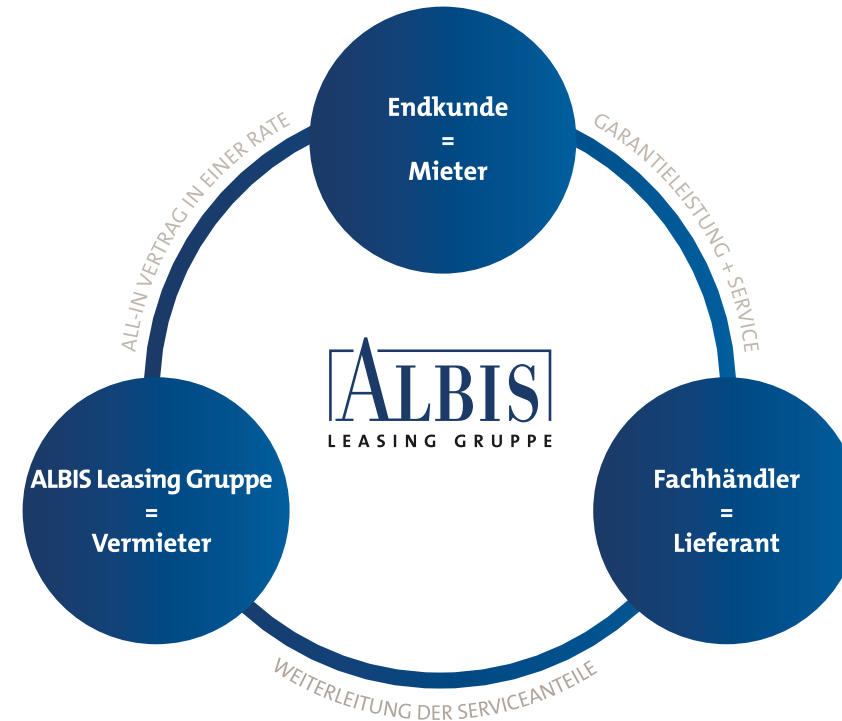 Endkunde
=
Mieter
ALL-IN VERTRAG IN EINER RATE
GARANTIELEISTUNG + SERVICE
ALBIS
LEASING GRUPPE
ALBIS Leasing Gruppe
=
Vermieter
Fachhändler
=
Lieferant
WEITERLEITUNG DER SERVICEANTEILE